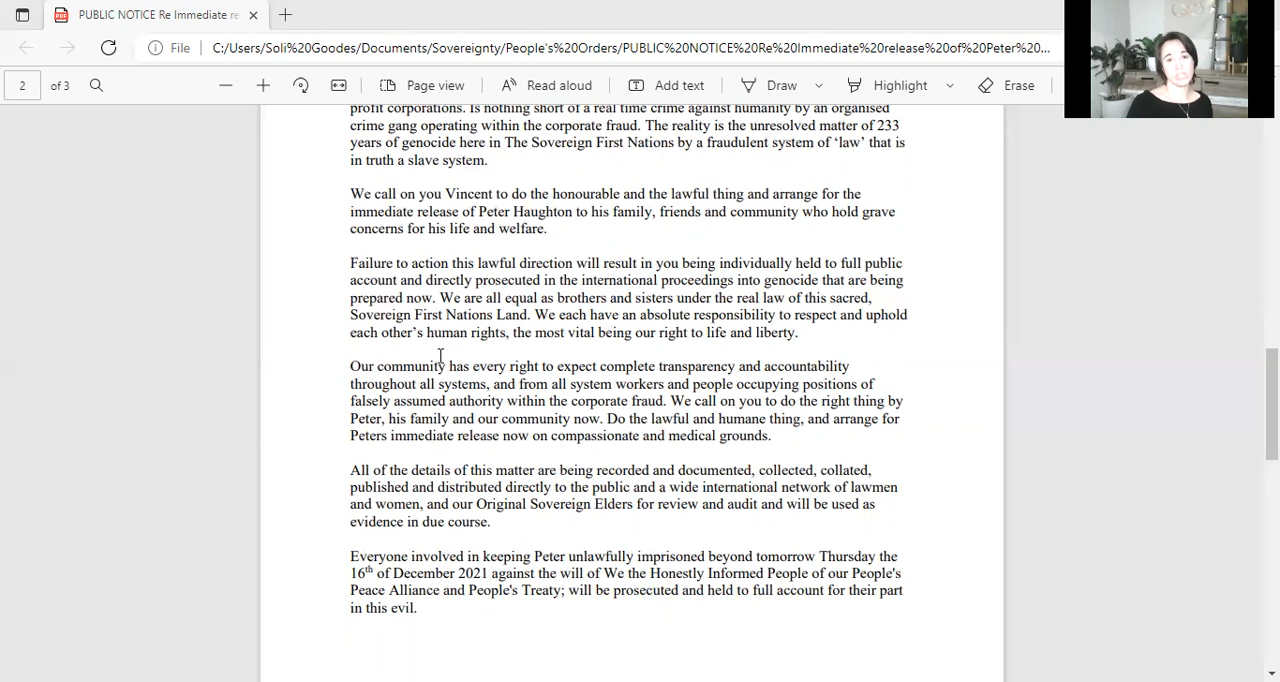 PUBLIC NOTICE Re Immediate re
File
C:/Users/Soli%20Goodes/Documents/Sovereignty/People's%20Orders/PUBLIC%20NOTICE%20Re%20Immediate%20release%20of%20Peter%20...
2 of 3
Page view
Read aloud
Add text
Draw
Highlight
Erase
profit corporations. Is nothing short of a real time crime against humanity by an organised
crime gang operating within the corporate fraud. The reality is the unresolved matter of 233
years of genocide here in The Sovereign First Nations by a fraudulent system of ‘law’ that is
in truth a slave system.
We call on you Vincent to do the honourable and the lawful thing and arrange for the
immediate release of Peter Haughton to his family, friends and community who hold grave
concerns for his life and welfare.
Failure to action this lawful direction will result in you being individually held to full public
account and directly prosecuted in the international proceedings into genocide that are being
prepared now. We are all equal as brothers and sisters under the real law of this sacred,
Sovereign First Nations Land. We each have an absolute responsibility to respect and uphold
each other’s human rights, the most vital being our right to life and liberty.
Our community has every right to expect complete transparency and accountability
throughout all systems, and from all system workers and people occupying positions of
falsely assumed authority within the corporate fraud. We call on you to do the right thing by
Peter, his family and our community now. Do the lawful and humane thing, and arrange for
Peters immediate release now on compassionate and medical grounds.
All of the details of this matter are being recorded and documented, collected, collated,
published and distributed directly to the public and a wide international network of lawmen
and women, and our Original Sovereign Elders for review and audit and will be used as
evidence in due course.
Everyone involved in keeping Peter unlawfully imprisoned beyond tomorrow Thursday the
16th of December 2021 against the will of We the Honestly Informed People of our People's
Peace Alliance and People's Treaty; will be prosecuted and held to full account for their part
in this evil.